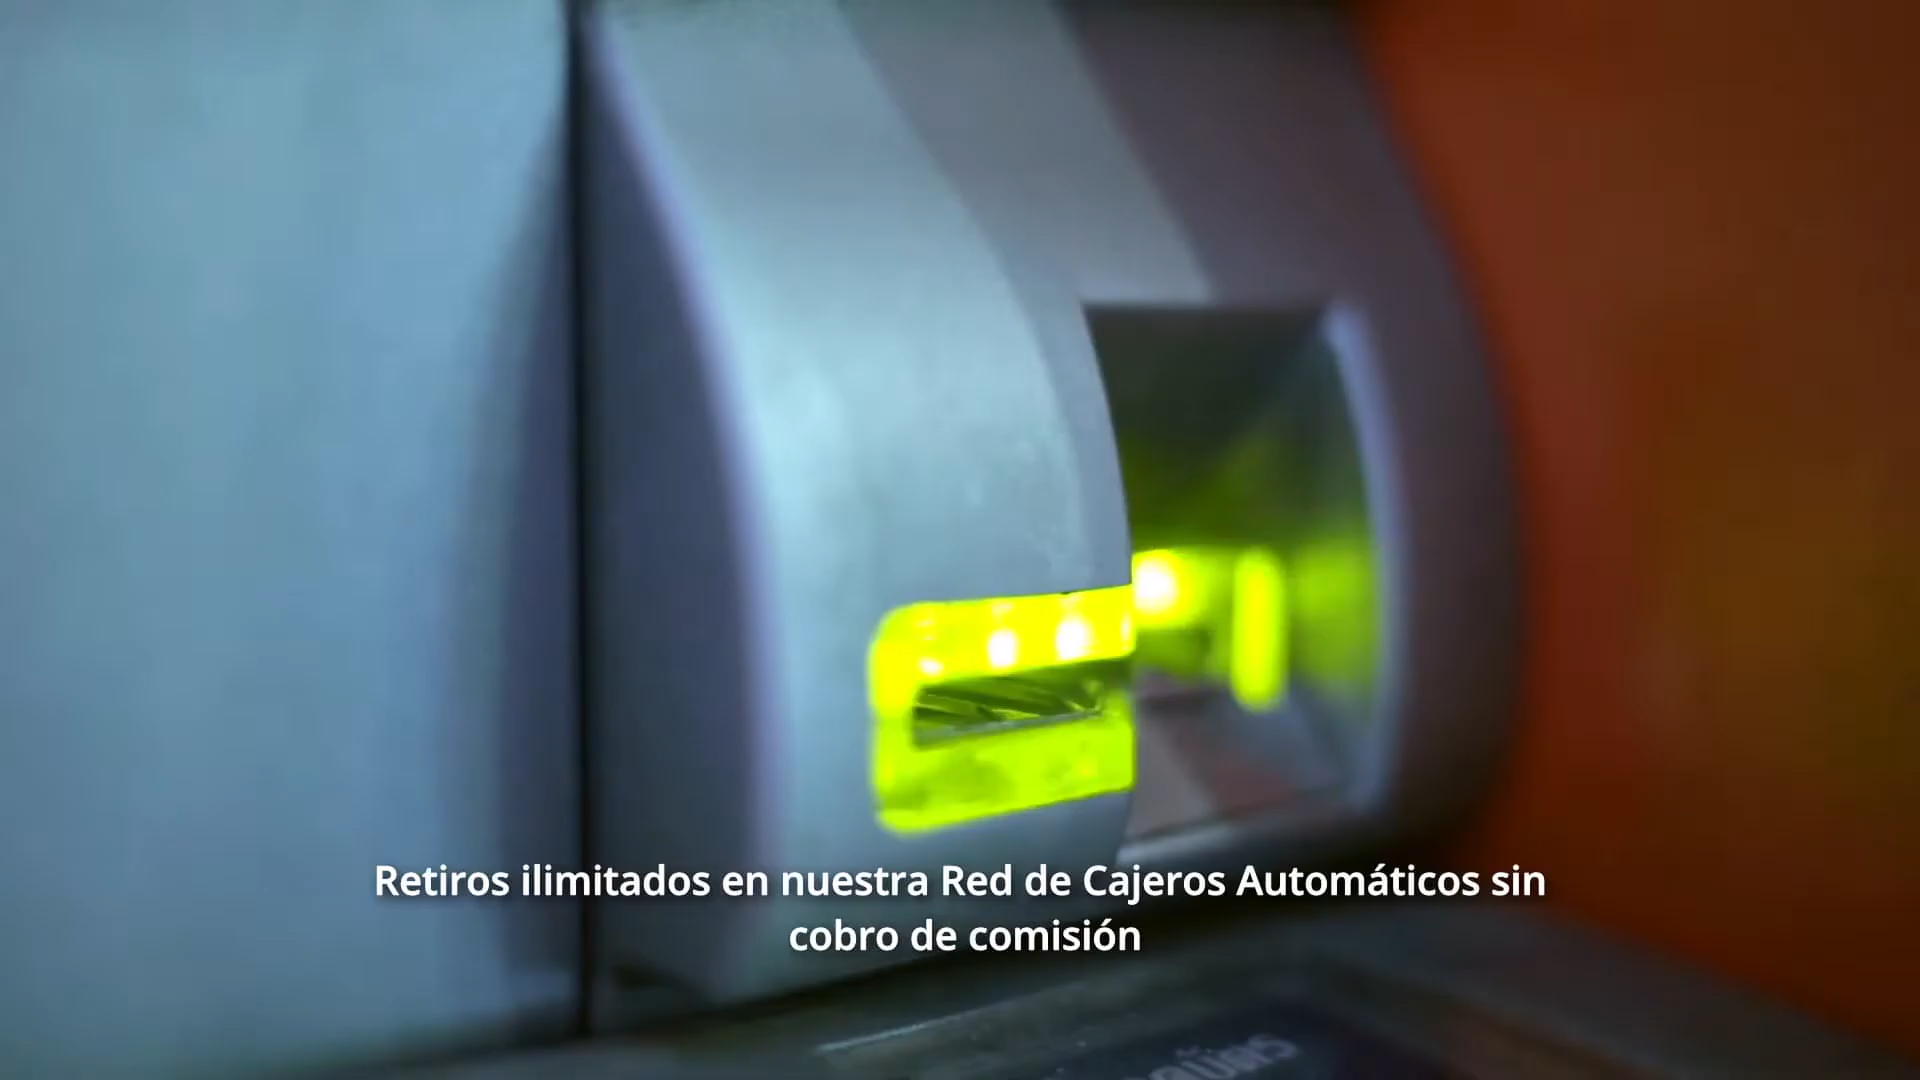 Retiros ilimitados en nuestra Red de Cajeros Automáticos sin
cobro de comisión